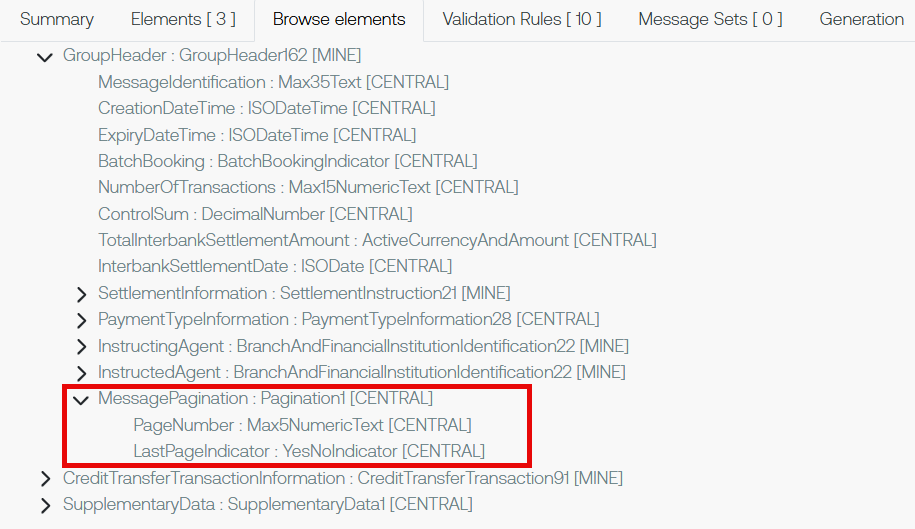 Summary Elements [ 3 ] Browse elements Validation Rules [ 10 ] Message Sets [ 0 ] Generation
GroupHeader : GroupHeader162 [MINE]
MessageIdentification : Max35Text [CENTRAL]
CreationDateTime : ISODateTime [CENTRAL]
ExpiryDateTime : ISODateTime [CENTRAL]
BatchBooking : BatchBookingIndicator [CENTRAL]
NumberOfTransactions : Max15NumericText [CENTRAL]
ControlSum : DecimalNumber [CENTRAL]
TotalInterbankSettlementAmount : ActiveCurrencyAndAmount [CENTRAL]
InterbankSettlementDate : ISODate [CENTRAL]
SettlementInformation : SettlementInstruction21 [MINE]
PaymentTypeInformation : PaymentTypeInformation28 [CENTRAL]
InstructingAgent : BranchAndFinancialInstitutionIdentification22 [MINE]
InstructedAgent : BranchAndFinancialInstitutionIdentification22 [MINE]
MessagePagination : Pagination1 [CENTRAL]
PageNumber : Max5NumericText [CENTRAL]
LastPageIndicator : YesNoIndicator [CENTRAL]
CreditTransferTransactionInformation : CreditTransferTransaction91 [MINE]
SupplementaryData : SupplementaryData1 [CENTRAL]